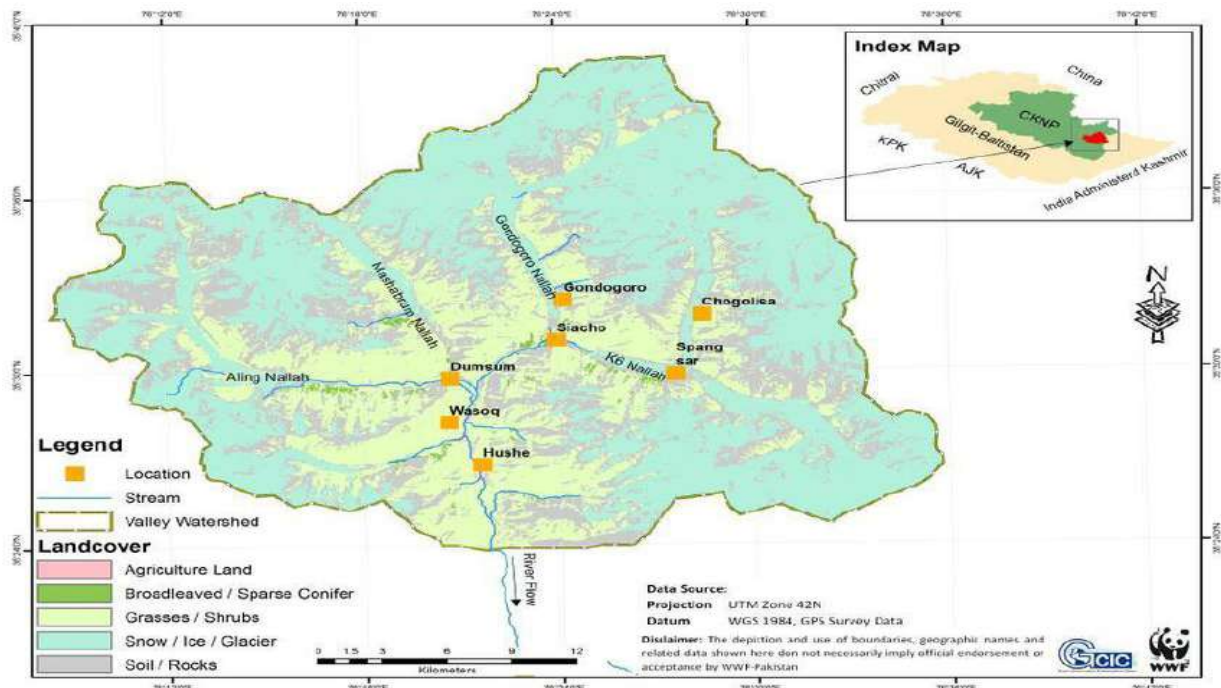 Index Map
Chitral
China
CKNP
Gilgit-Baltistan
KPK
AJK
India Administerd Kashmir
N
Gondogoro Nallah
Mashabrum Nallah
Gondogoro
Chogolisa
Siacho
K6 Nallah
Spang
sar
Dumsum
Aling Nallah
Wasoq
Hushe
Legend
Location
Stream
Valley Watershed
Landcover
Agriculture Land
Broadleaved / Sparse Conifer
Grasses / Shrubs
Snow / Ice / Glacier
Soil / Rocks
River Flow
0 1.5 3 6 9 12
Kilometers
Data Source:
Projection UTM Zone 42N
Datum WGS 1984, GPS Survey Data
Disclaimer: The depiction and use of boundaries, geographic names and
related data shown here don not necessarily imply official endorsement or
acceptance by WWF-Pakistan
WWF